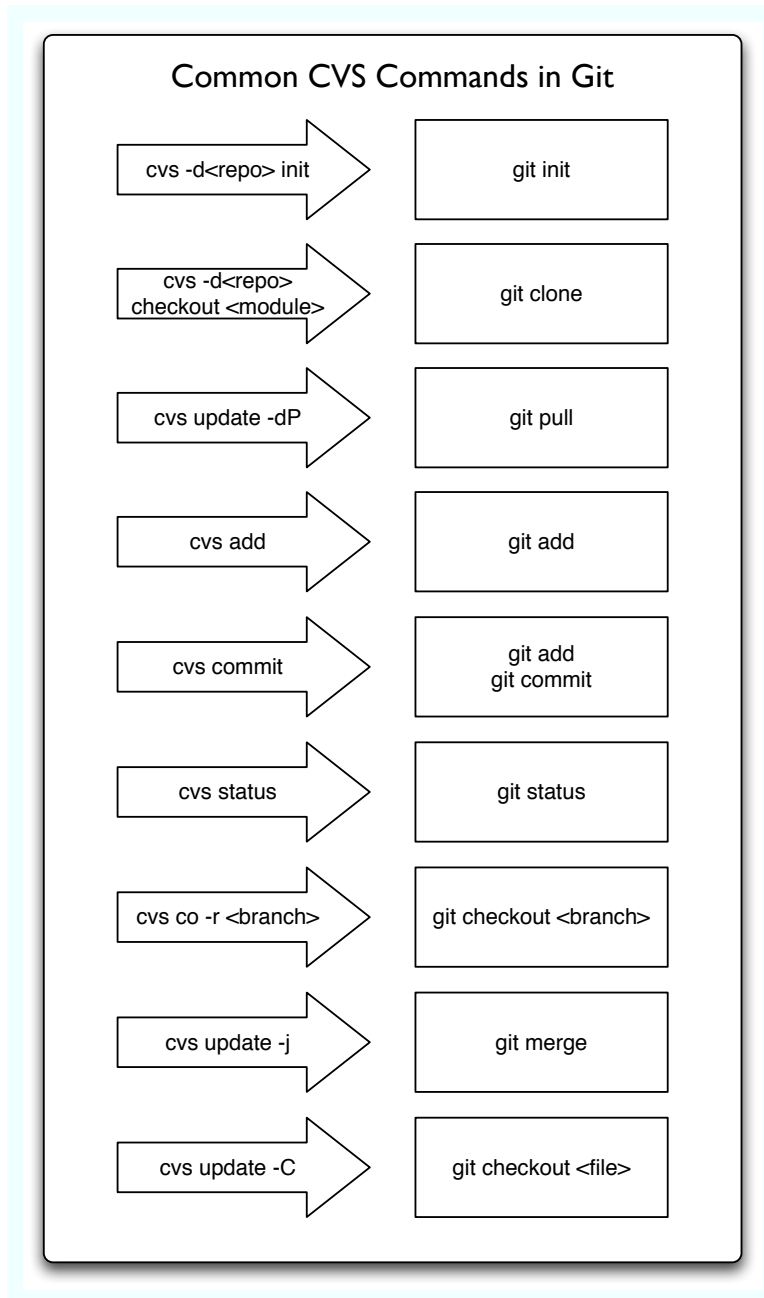 Common CVS Commands in Git
cvs -d<repo> init
git init
cvs -d<repo>
checkout <module>
git clone
cvs update -dP
git pull
cvs add
git add
cvs commit
git add
git commit
cvs status
git status
cvs co -r <branch>
git checkout <branch>
cvs update -j
git merge
cvs update -C
git checkout <file>